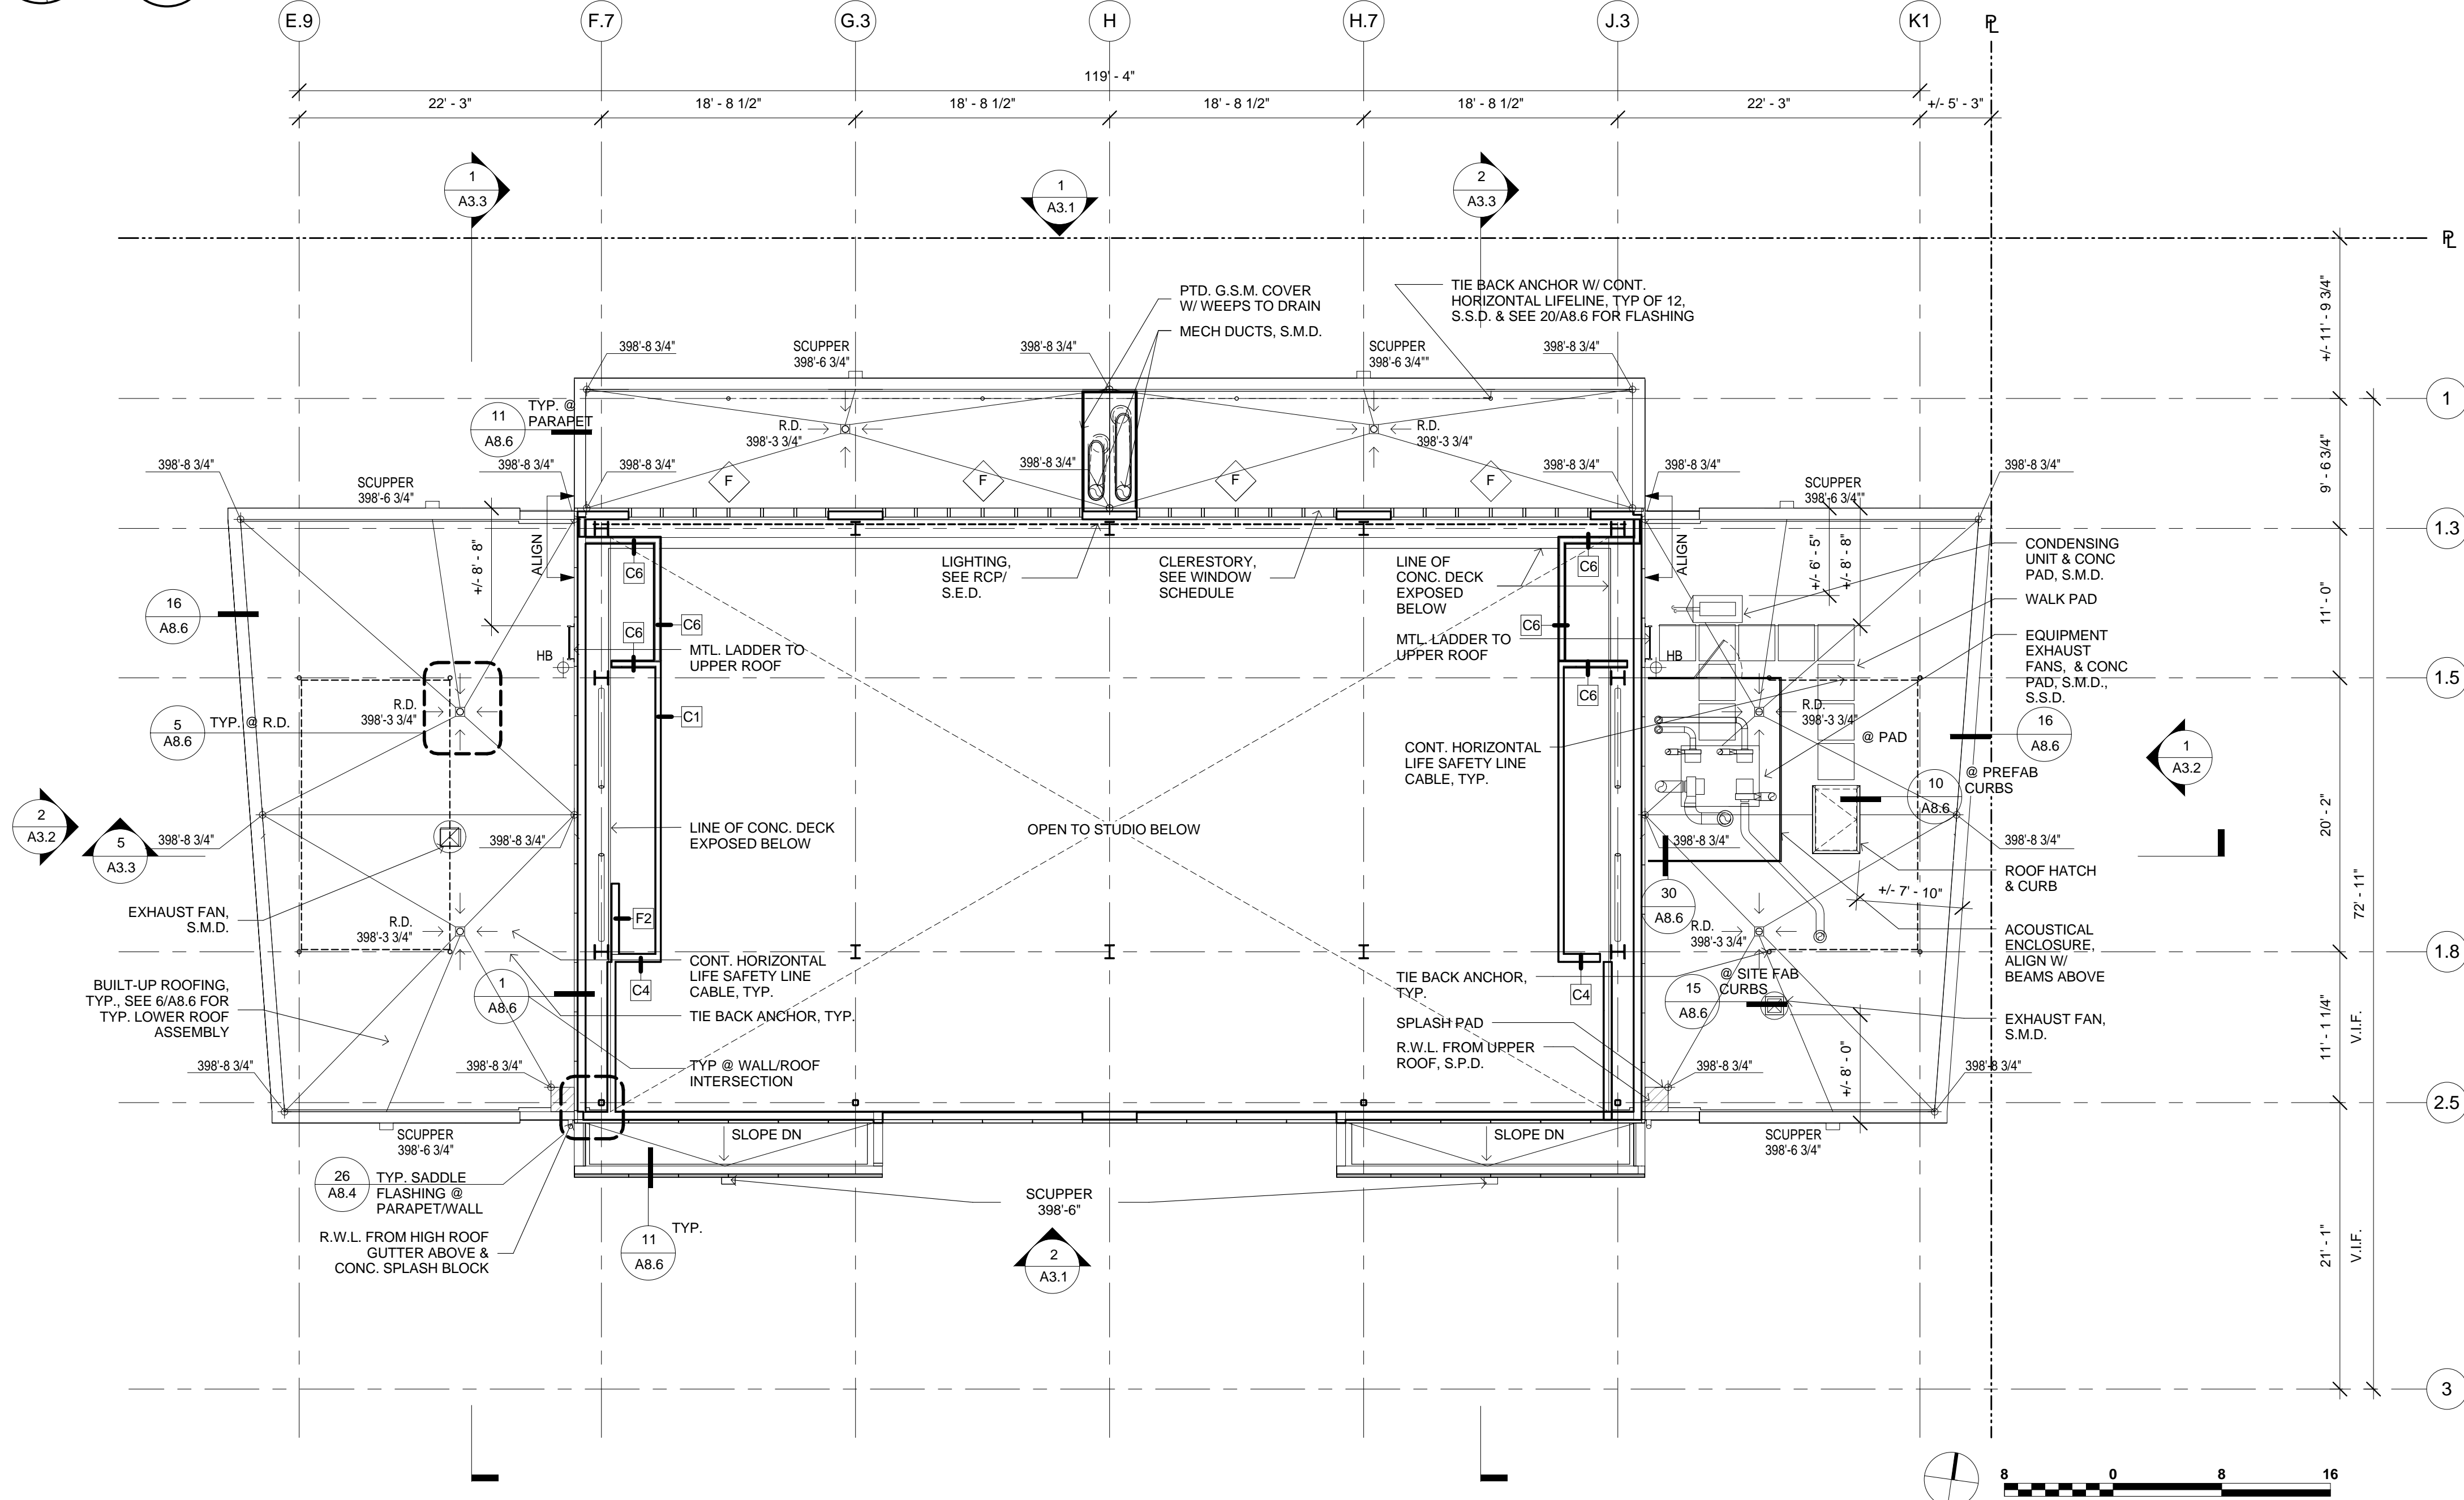 E.9
F.7
G.3
H
H.7
J.3
K1
PL
119' - 4"
22' - 3"
18' - 8 1/2"
18' - 8 1/2"
18' - 8 1/2"
18' - 8 1/2"
22' - 3"
+/- 5' - 3"
1
A3.3
1
A3.1
2
A3.3
PL
PTD. G.S.M. COVER
W/ WEEPS TO DRAIN
MECH DUCTS, S.M.D.
TIE BACK ANCHOR W/ CONT.
HORIZONTAL LIFELINE, TYP OF 12,
S.S.D. & SEE 20/A8.6 FOR FLASHING
+/- 11' - 9 3/4"
398'-8 3/4"
SCUPPER
398'-6 3/4"
398'-8 3/4"
SCUPPER
398'-6 3/4""
398'-8 3/4"
1
11
A8.6
TYP. @
PARAPET
R.D.
398'-3 3/4"
R.D.
398'-3 3/4"
398'-8 3/4"
398'-8 3/4"
398'-8 3/4"
398'-8 3/4"
398'-8 3/4"
398'-8 3/4"
398'-8 3/4"
9' - 6 3/4"
SCUPPER
398'-6 3/4"
F
F
F
F
SCUPPER
398'-6 3/4""
1.3
+/- 8' - 8"
ALIGN
C6
LIGHTING,
SEE RCP/
S.E.D.
CLERESTORY,
SEE WINDOW
SCHEDULE
LINE OF
CONC. DECK
EXPOSED
BELOW
C6
ALIGN
+/- 6' - 5"
+/- 8' - 8"
CONDENSING
UNIT & CONC
PAD, S.M.D.
WALK PAD
11' - 0"
16
A8.6
C6
C6
C6
HB
MTL. LADDER TO
UPPER ROOF
MTL. LADDER TO
UPPER ROOF
HB
EQUIPMENT
EXHAUST
FANS, & CONC
PAD, S.M.D.,
S.S.D.
1.5
C6
5
A8.6
TYP. @ R.D.
R.D.
398'-3 3/4"
C1
R.D.
398'-3 3/4"
@ PAD
16
A8.6
CONT. HORIZONTAL
LIFE SAFETY LINE
CABLE, TYP.
1
A3.2
@ PREFAB
CURBS
10
A8.6
2
A3.2
5
A3.3
398'-8 3/4"
398'-8 3/4"
LINE OF CONC. DECK
EXPOSED BELOW
OPEN TO STUDIO BELOW
398'-8 3/4"
398'-8 3/4"
20' - 2"
ROOF HATCH
& CURB
+/- 7' - 10"
72' - 11"
EXHAUST FAN,
S.M.D.
R.D.
398'-3 3/4"
F2
30
A8.6
R.D.
398'-3 3/4"
ACOUSTICAL
ENCLOSURE,
ALIGN W/
BEAMS ABOVE
1.8
CONT. HORIZONTAL
LIFE SAFETY LINE
CABLE, TYP.
C4
C4
TIE BACK ANCHOR,
TYP.
@ SITE FAB
CURBS
15
A8.6
BUILT-UP ROOFING,
TYP., SEE 6/A8.6 FOR
TYP. LOWER ROOF
ASSEMBLY
1
A8.6
TIE BACK ANCHOR, TYP.
SPLASH PAD
R.W.L. FROM UPPER
ROOF, S.P.D.
EXHAUST FAN,
S.M.D.
+/- 8' - 0"
11' - 1 1/4"
V.I.F.
398'-8 3/4"
398'-8 3/4"
TYP @ WALL/ROOF
INTERSECTION
398'-8 3/4"
398'-8 3/4"
2.5
SCUPPER
398'-6 3/4"
SLOPE DN
SLOPE DN
SCUPPER
398'-6 3/4"
26
A8.4
TYP. SADDLE
FLASHING @
PARAPET/WALL
SCUPPER
398'-6"
R.W.L. FROM HIGH ROOF
GUTTER ABOVE &
CONC. SPLASH BLOCK
11
A8.6
TYP.
2
A3.1
21' - 1"
V.I.F.
3
8
0
8
16